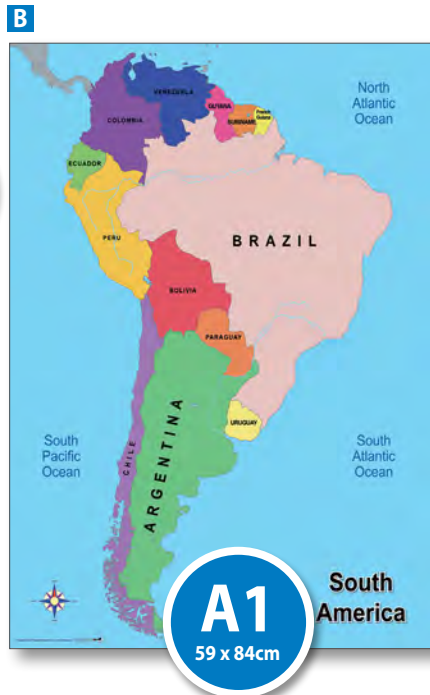 B
North
Atlantic
Ocean
VENEZUELA
GUYANA
SURINAME
French
Guiana
COLOMBIA
ECUADOR
PERU
BRAZIL
BOLIVIA
PARAGUAY
URUGUAY
CHILE
ARGENTINA
South
Pacific
Ocean
South
Atlantic
Ocean
South
America
A1
59 x 84cm